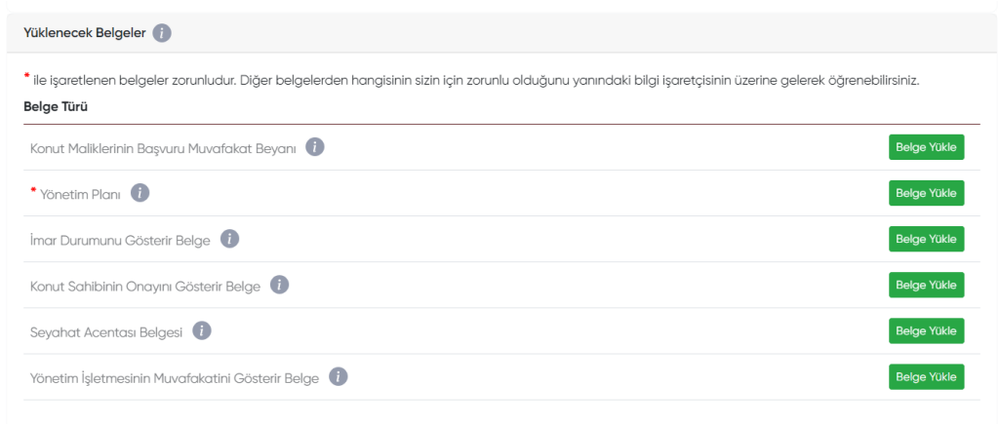 Yüklenecek Belgeler i
* ile işaretlenen belgeler zorunludur. Diğer belgelerden hangisinin sizin için zorunlu olduğunu yanındaki bilgi işaretçisinin üzerine gelerek öğrenebilirsiniz.
Belge Türü
Konut Maliklerinin Başvuru Muvafakat Beyanı i Belge Yükle
* Yönetim Planı i Belge Yükle
İmar Durumunu Gösterir Belge i Belge Yükle
Konut Sahibinin Onayını Gösterir Belge i Belge Yükle
Seyahat Acentası Belgesi i Belge Yükle
Yönetim İşletmesinin Muvafakatini Gösterir Belge i Belge Yükle